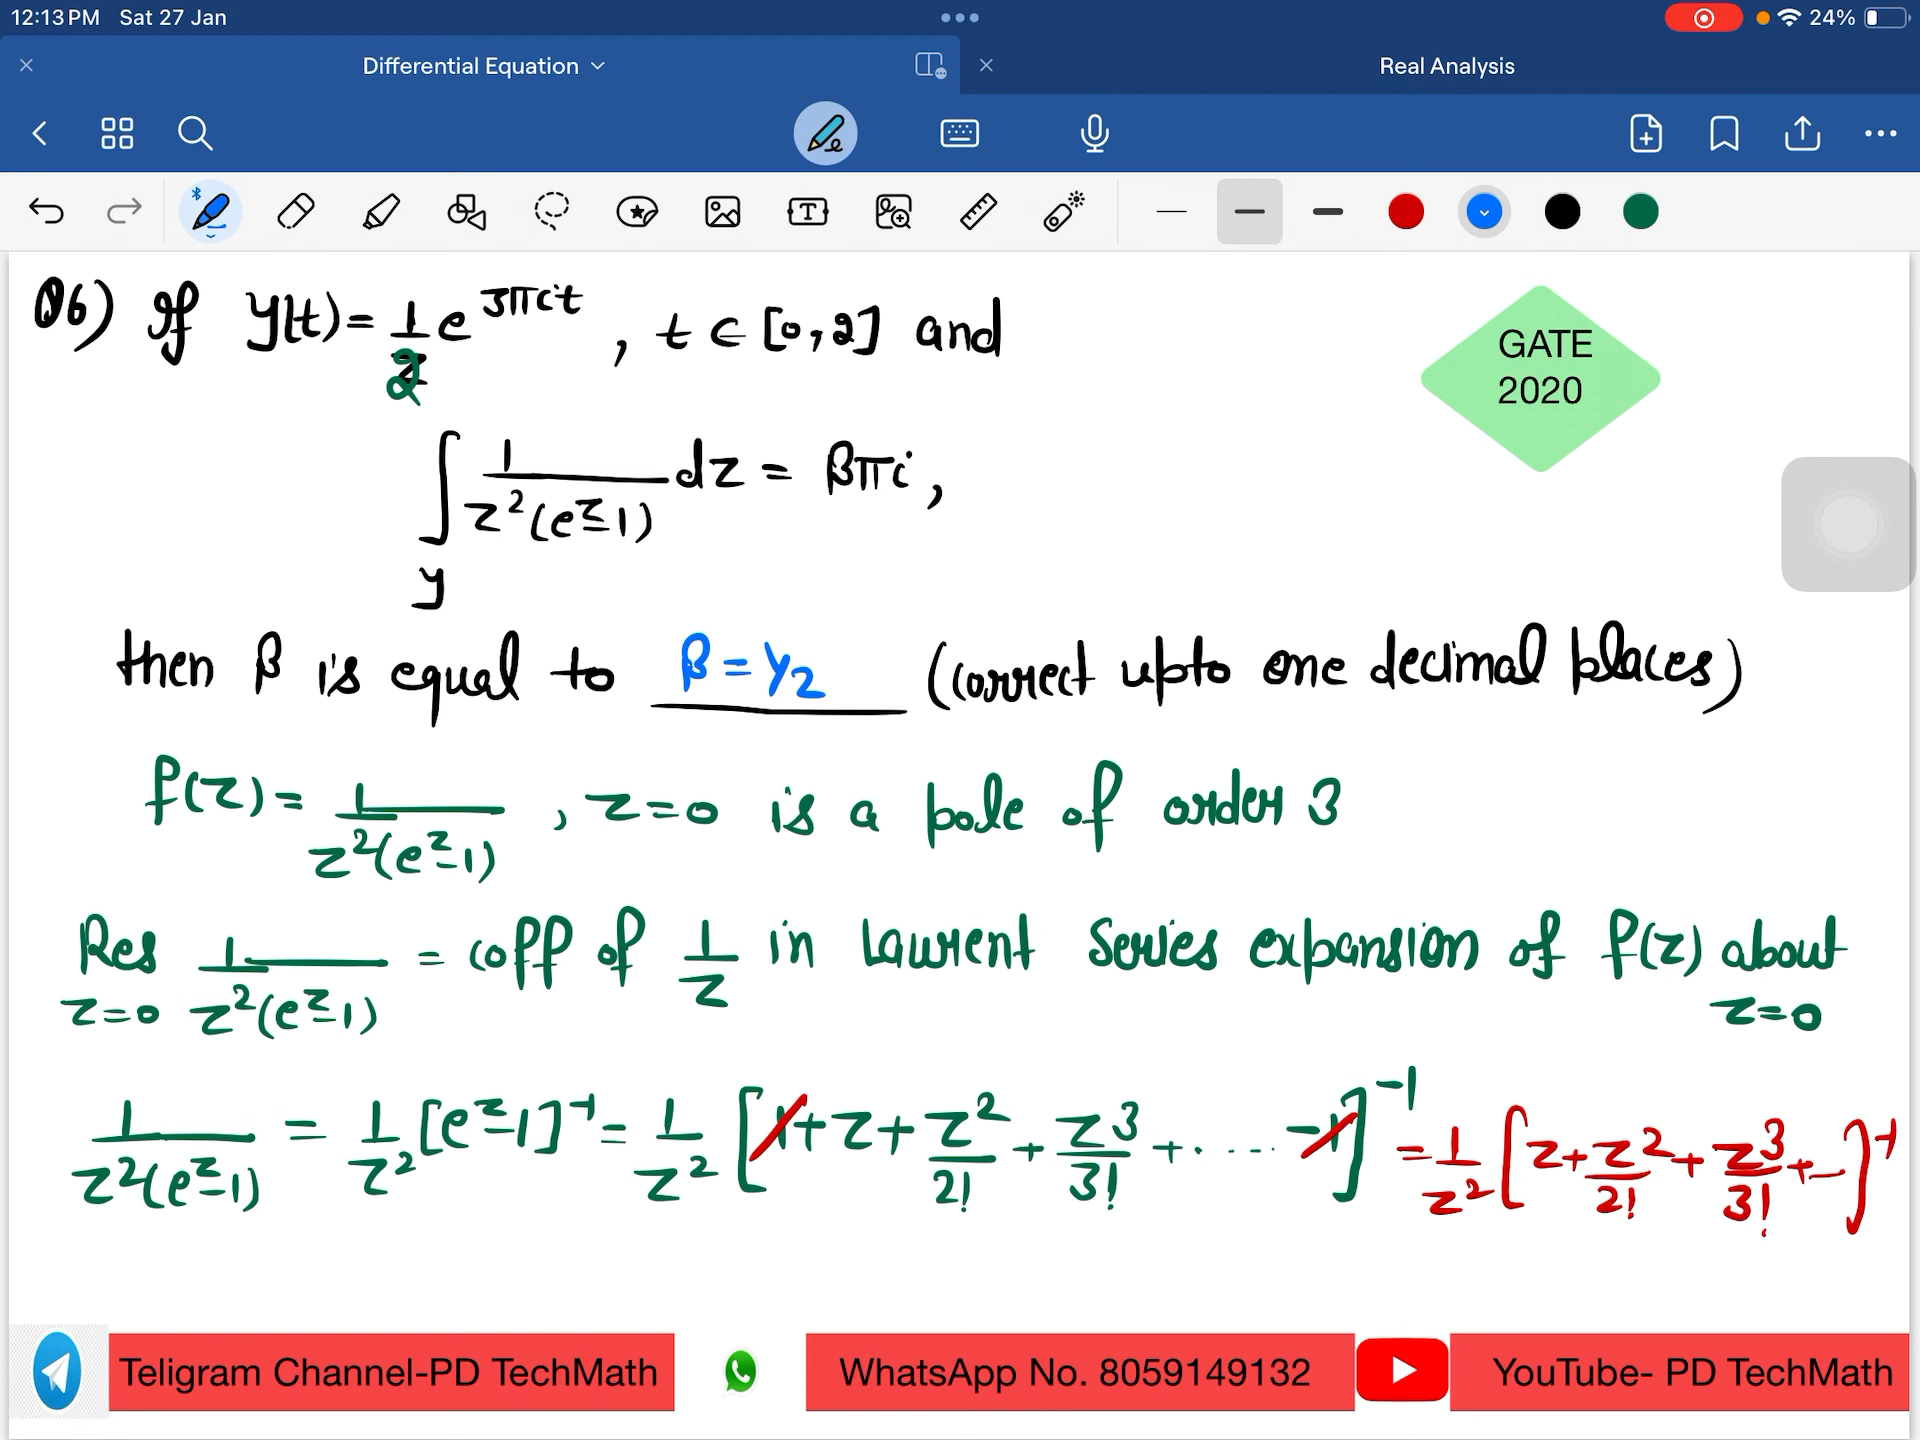 12:13 PM Sat 27 Jan
24%
Differential Equation
Real Analysis
Q6) If γ(t) = 1/2 e^{3πit}, t ∈ [0,2] and
GATE 2020
∫_γ 1/(z²(e^z-1)) dz = βπi,
then β is equal to β = 1/2 (correct upto one decimal places)
f(z) = 1/(z²(e^z-1)), z=0 is a pole of order 3
Res_{z=0} 1/(z²(e^z-1)) = coff of 1/z in Laurent Series expansion of f(z) about z=0
1/(z²(e^z-1)) = 1/z² [e^z-1]^{-1} = 1/z² [1+z+z²/2!+z³/3!+.... -1]^{-1} = 1/z² [z+z²/2!+z³/3!+--]^{-1}
Teligram Channel-PD TechMath
WhatsApp No. 8059149132
YouTube- PD TechMath